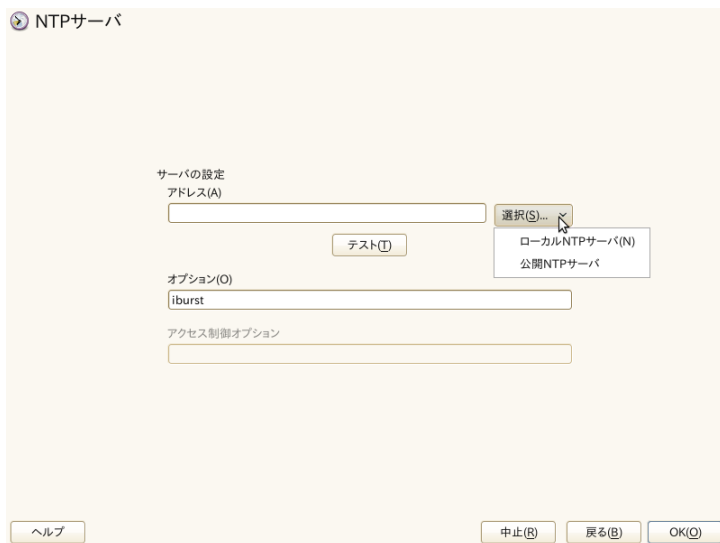 NTPサーバ
サーバの設定
アドレス(A)
選択(S)...
ローカルNTPサーバ(N)
公開NTPサーバ
テスト(T)
オプション(O)
iburst
アクセス制御オプション
ヘルプ
中止(R)
戻る(B)
OK(O)